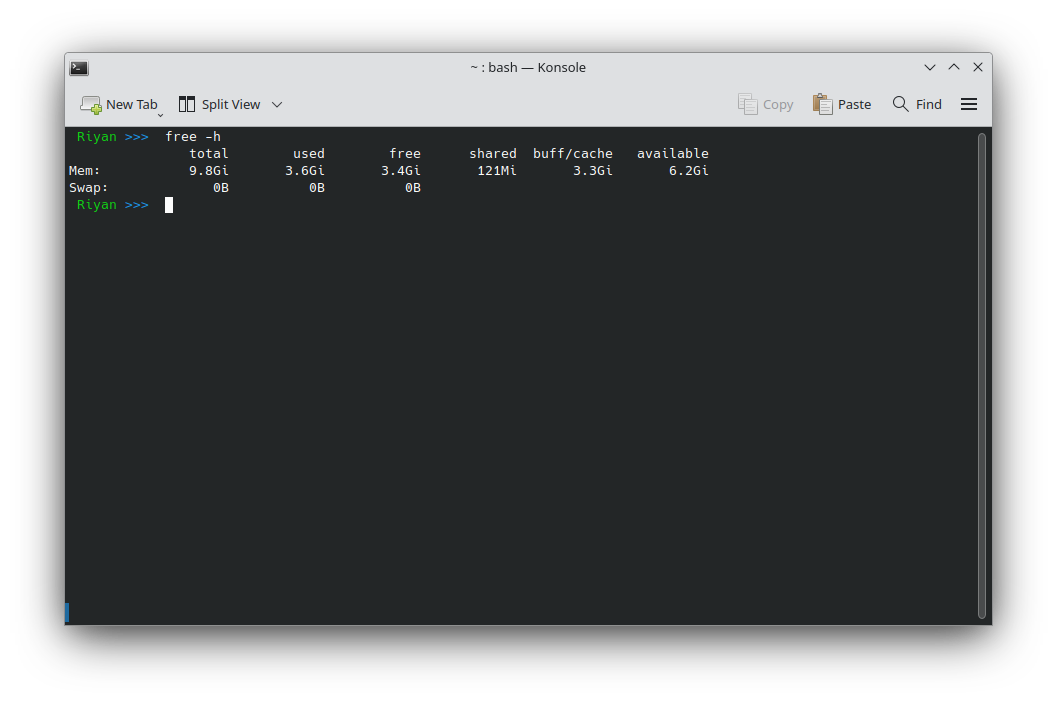 ~ : bash — Konsole
New Tab Split View Copy Paste Find
Riyan >>> free -h
total used free shared buff/cache available
Mem: 9.8Gi 3.6Gi 3.4Gi 121Mi 3.3Gi 6.2Gi
Swap: 0B 0B 0B
Riyan >>>